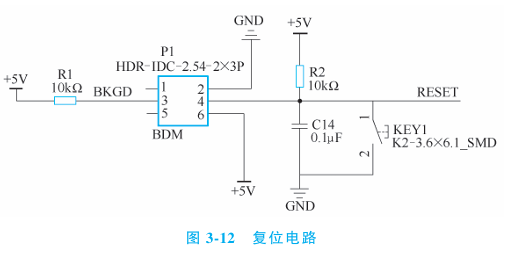 GND
+5V
P1
HDR-IDC-2.54-2×3P
+5V
R1
10kΩ
BKGD
1
2
3
4
5
6
BDM
R2
10kΩ
RESET
C14
0.1μF
1
KEY1
K2-3.6×6.1_SMD
2
+5V
GND
图 3-12 复位电路